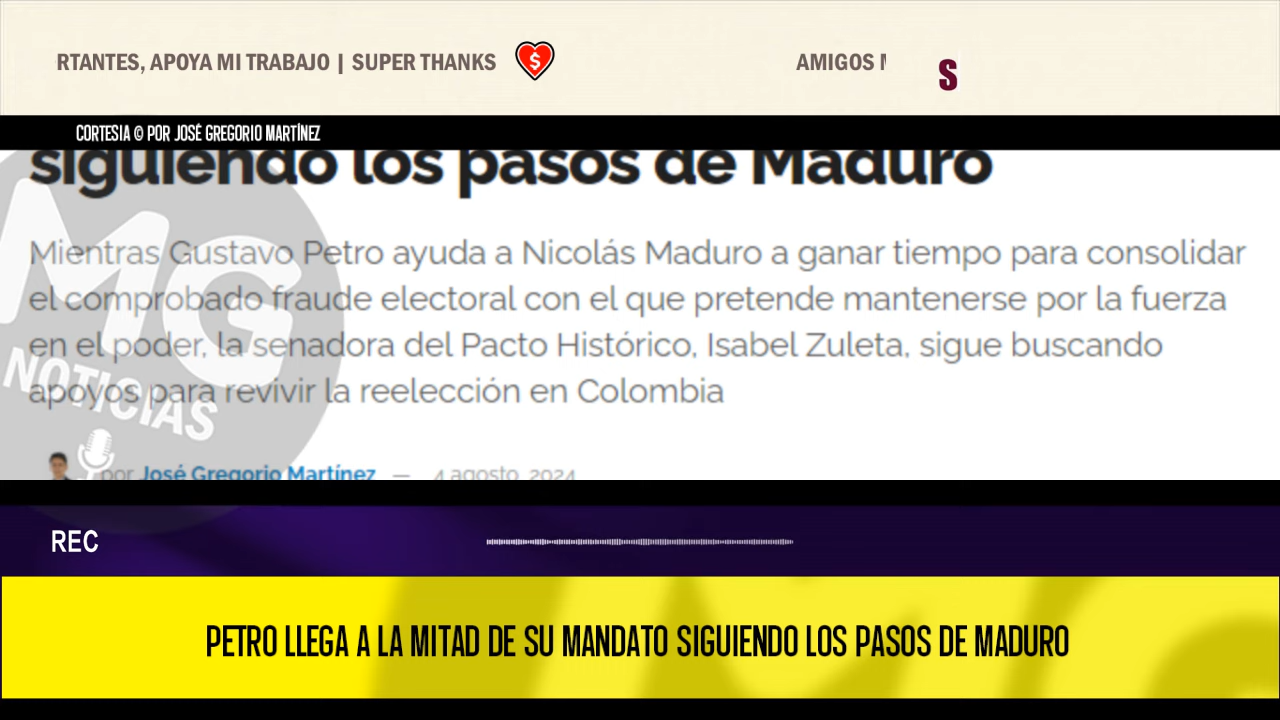 RTANTES, APOYA MI TRABAJO | SUPER THANKS
$
AMIGOS
S
CORTESIA © POR JOSÉ GREGORIO MARTÍNEZ
siguiendo los pasos de Maduro
Mientras Gustavo Petro ayuda a Nicolás Maduro a ganar tiempo para consolidar
el comprobado fraude electoral con el que pretende mantenerse por la fuerza
en el poder, la senadora del Pacto Histórico, Isabel Zuleta, sigue buscando
apoyos para revivir la reelección en Colombia
MG
NOTICIAS
por José Gregorio Martínez — 4 agosto, 2024
REC
PETRO LLEGA A LA MITAD DE SU MANDATO SIGUIENDO LOS PASOS DE MADURO